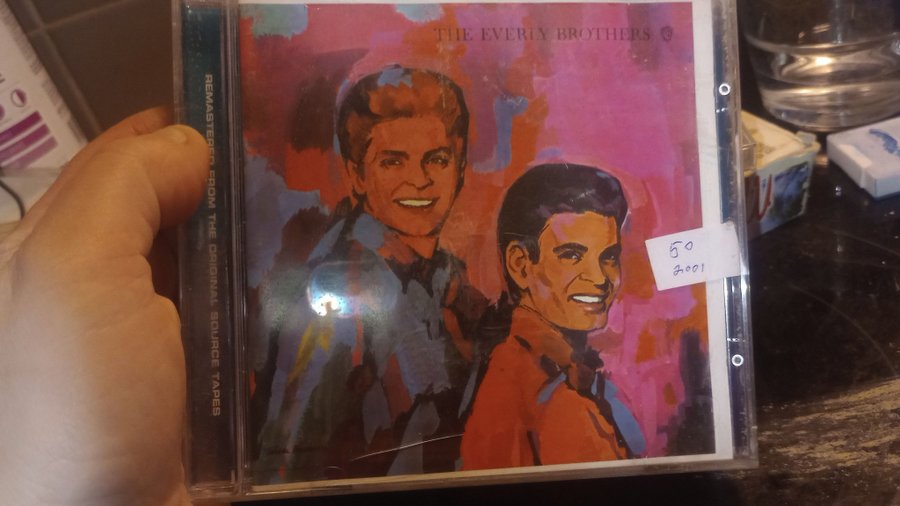 THE EVERLY BROTHERS
REMASTERED FROM THE ORIGINAL SOURCE TAPES
50
2001